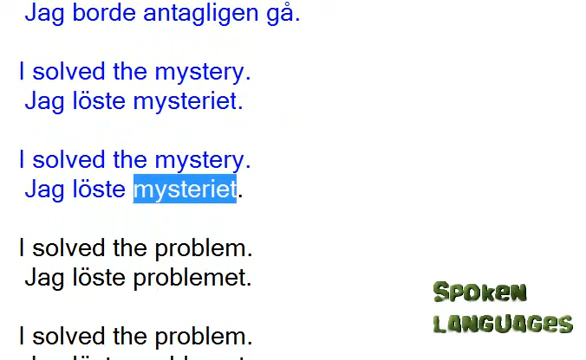 Jag borde antagligen gå.
I solved the mystery.
Jag löste mysteriet.
I solved the mystery.
Jag löste mysteriet.
I solved the problem.
Jag löste problemet.
I solved the problem.
SPOKEN
LANGUAGES